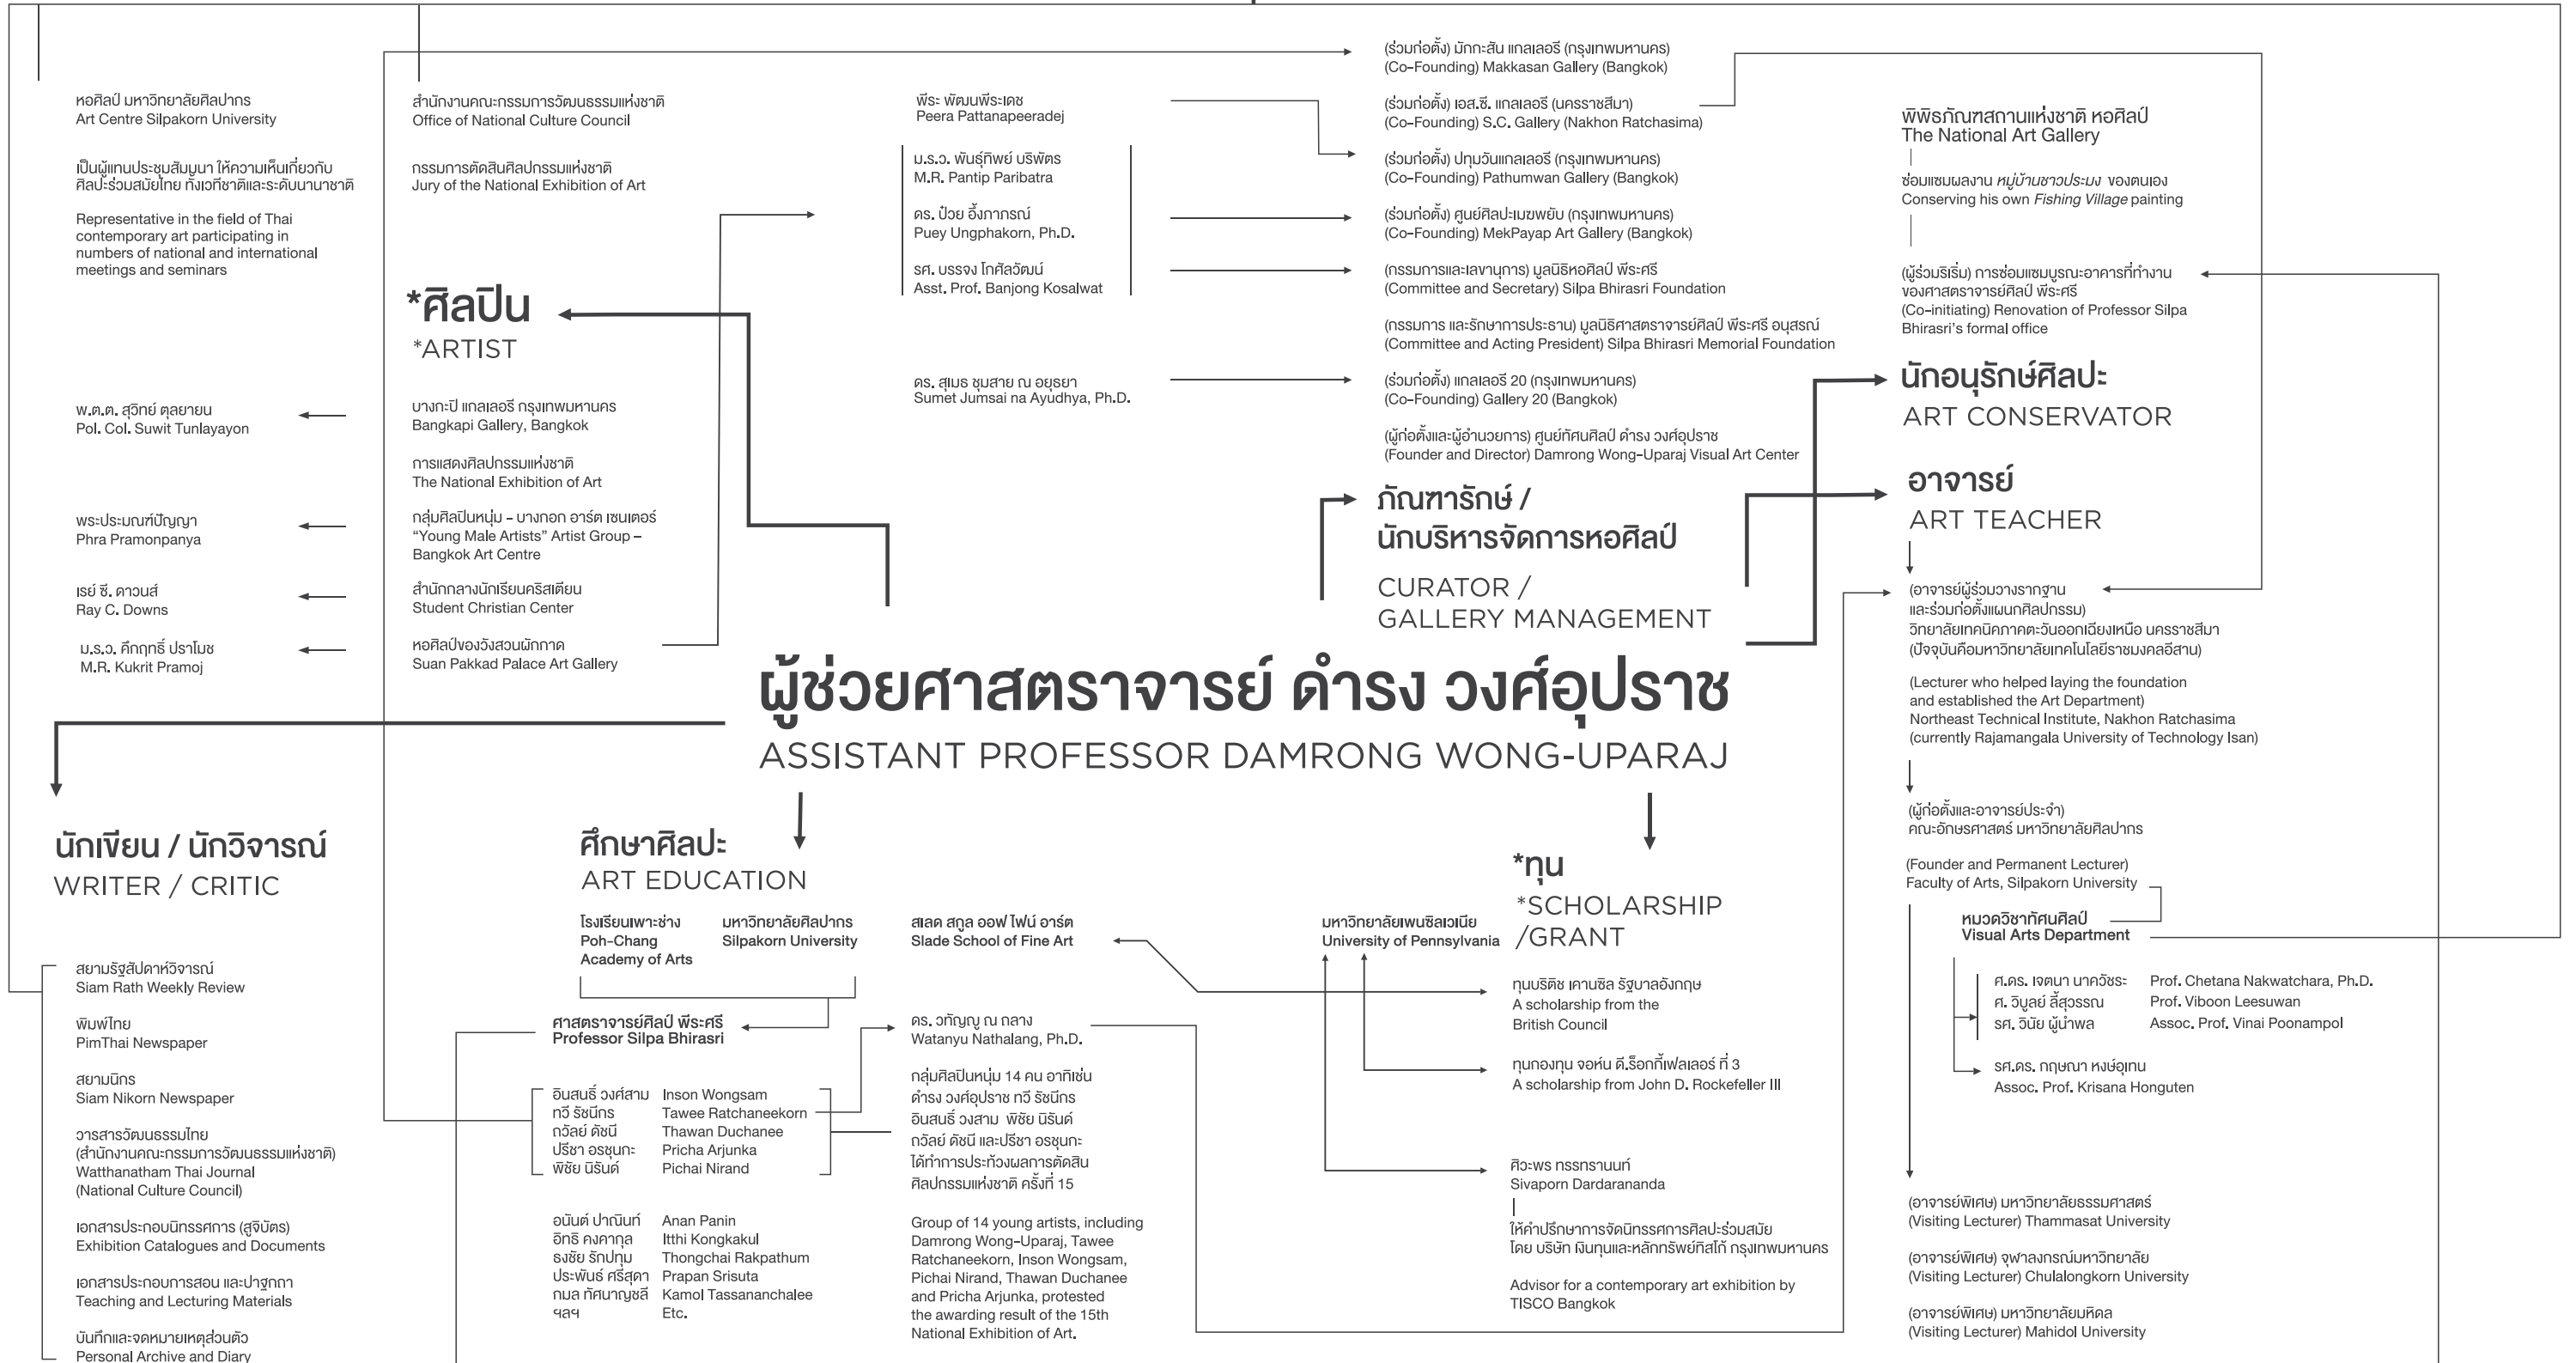 หอศิลป์ มหาวิทยาลัยศิลปากร
Art Centre Silpakorn University
เป็นผู้แทนประชุมสัมมนา ให้ความเห็นเกี่ยวกับ
ศิลปะร่วมสมัยไทย ทั้งเวทีชาติและระดับนานาชาติ
Representative in the field of Thai
contemporary art participating in
numbers of national and international
meetings and seminars
สำนักงานคณะกรรมการวัฒนธรรมแห่งชาติ
Office of National Culture Council
กรรมการตัดสินศิลปกรรมแห่งชาติ
Jury of the National Exhibition of Art
*ศิลปิน
*ARTIST
พ.ต.ต. สุวิทย์ ตุลยายน
Pol. Col. Suwit Tunlayayon
บางกะปิ แกลเลอรี กรุงเทพมหานคร
Bangkapi Gallery, Bangkok
การแสดงศิลปกรรมแห่งชาติ
The National Exhibition of Art
พระประมณฑ์ปัญญา
Phra Pramonpanya
กลุ่มศิลปินหนุ่ม – บางกอก อาร์ต เซนเตอร์
“Young Male Artists” Artist Group –
Bangkok Art Centre
เรย์ ซี. ดาวนส์
Ray C. Downs
สำนักกลางนักเรียนคริสเตียน
Student Christian Center
ม.ร.ว. คึกฤทธิ์ ปราโมช
M.R. Kukrit Pramoj
หอศิลป์ของวังสวนผักกาด
Suan Pakkad Palace Art Gallery
พีระ พัฒนพีระเดช
Peera Pattanapeeradej
ม.ร.ว. พันธุ์ทิพย์ บริพัตร
M.R. Pantip Paribatra
ดร. ป๋วย อึ้งภากรณ์
Puey Ungphakorn, Ph.D.
รศ. บรรจง โกศัลวัฒน์
Asst. Prof. Banjong Kosalwat
ดร. สุเมธ ชุมสาย ณ อยุธยา
Sumet Jumsai na Ayudhya, Ph.D.
(ร่วมก่อตั้ง) มักกะสัน แกลเลอรี (กรุงเทพมหานคร)
(Co-Founding) Makkasan Gallery (Bangkok)
(ร่วมก่อตั้ง) เอส.ซี. แกลเลอรี (นครราชสีมา)
(Co-Founding) S.C. Gallery (Nakhon Ratchasima)
(ร่วมก่อตั้ง) ปทุมวันแกลเลอรี (กรุงเทพมหานคร)
(Co-Founding) Pathumwan Gallery (Bangkok)
(ร่วมก่อตั้ง) ศูนย์ศิลปะเมฆพยับ (กรุงเทพมหานคร)
(Co-Founding) MekPayap Art Gallery (Bangkok)
(กรรมการและเลขานุการ) มูลนิธิหอศิลป์ พีระศรี
(Committee and Secretary) Silpa Bhirasri Foundation
(กรรมการ และรักษาการประธาน) มูลนิธิศาสตราจารย์ศิลป์ พีระศรี อนุสรณ์
(Committee and Acting President) Silpa Bhirasri Memorial Foundation
(ร่วมก่อตั้ง) แกลเลอรี 20 (กรุงเทพมหานคร)
(Co-Founding) Gallery 20 (Bangkok)
(ผู้ก่อตั้งและผู้อำนวยการ) ศูนย์ทัศนศิลป์ ดำรง วงศ์อุปราช
(Founder and Director) Damrong Wong-Uparaj Visual Art Center
ภัณฑารักษ์ /
นักบริหารจัดการหอศิลป์
CURATOR /
GALLERY MANAGEMENT
พิพิธภัณฑสถานแห่งชาติ หอศิลป์
The National Art Gallery
ซ่อมแซมผลงาน หมู่บ้านชาวประมง ของตนเอง
Conserving his own Fishing Village painting
(ผู้ร่วมริเริ่ม) การซ่อมแซมบูรณะอาคารที่ทำงาน
ของศาสตราจารย์ศิลป์ พีระศรี
(Co-initiating) Renovation of Professor Silpa
Bhirasri’s formal office
นักอนุรักษ์ศิลปะ
ART CONSERVATOR
อาจารย์
ART TEACHER
(อาจารย์ผู้ร่วมวางรากฐาน
และร่วมก่อตั้งแผนกศิลปกรรม)
วิทยาลัยเทคนิคภาคตะวันออกเฉียงเหนือ นครราชสีมา
(ปัจจุบันคือมหาวิทยาลัยเทคโนโลยีราชมงคลอีสาน)
(Lecturer who helped laying the foundation
and established the Art Department)
Northeast Technical Institute, Nakhon Ratchasima
(currently Rajamangala University of Technology Isan)
(ผู้ก่อตั้งและอาจารย์ประจำ)
คณะอักษรศาสตร์ มหาวิทยาลัยศิลปากร
(Founder and Permanent Lecturer)
Faculty of Arts, Silpakorn University
หมวดวิชาทัศนศิลป์
Visual Arts Department
ศ.ดร. เจตนา นาควัชระ Prof. Chetana Nakwatchara, Ph.D.
ศ. วิบูลย์ ลี้สุวรรณ Prof. Viboon Leesuwan
รศ. วินัย ผู้นำพล Assoc. Prof. Vinai Poonampol
รศ.ดร. กฤษณา หงษ์อุเทน
Assoc. Prof. Krisana Honguten
(อาจารย์พิเศษ) มหาวิทยาลัยธรรมศาสตร์
(Visiting Lecturer) Thammasat University
(อาจารย์พิเศษ) จุฬาลงกรณ์มหาวิทยาลัย
(Visiting Lecturer) Chulalongkorn University
(อาจารย์พิเศษ) มหาวิทยาลัยมหิดล
(Visiting Lecturer) Mahidol University
ผู้ช่วยศาสตราจารย์ ดำรง วงศ์อุปราช
ASSISTANT PROFESSOR DAMRONG WONG-UPARAJ
นักเขียน / นักวิจารณ์
WRITER / CRITIC
สยามรัฐสัปดาห์วิจารณ์
Siam Rath Weekly Review
พิมพ์ไทย
PimThai Newspaper
สยามนิกร
Siam Nikorn Newspaper
วารสารวัฒนธรรมไทย
(สำนักงานคณะกรรมการวัฒนธรรมแห่งชาติ)
Watthanatham Thai Journal
(National Culture Council)
เอกสารประกอบนิทรรศการ (สูจิบัตร)
Exhibition Catalogues and Documents
เอกสารประกอบการสอน และปาฐกถา
Teaching and Lecturing Materials
บันทึกและจดหมายเหตุส่วนตัว
Personal Archive and Diary
ศึกษาศิลปะ
ART EDUCATION
โรงเรียนเพาะช่าง
Poh-Chang
Academy of Arts
มหาวิทยาลัยศิลปากร
Silpakorn University
สเลด สกูล ออฟ ไฟน์ อาร์ต
Slade School of Fine Art
ศาสตราจารย์ศิลป์ พีระศรี
Professor Silpa Bhirasri
อินสนธิ์ วงศ์สาม Inson Wongsam
ทวี รัชนีกร Tawee Ratchaneekorn
ถวัลย์ ดัชนี Thawan Duchanee
ปรีชา อรชุนกะ Pricha Arjunka
พิชัย นิรันด์ Pichai Nirand
อนันต์ ปาณินท์ Anan Panin
อิทธิ คงคากุล Itthi Kongkakul
ธงชัย รักปทุม Thongchai Rakpathum
ประพันธ์ ศรีสุตา Prapan Srisuta
กมล ทัศนาญชลี Kamol Tassananchalee
ฯลฯ Etc.
ดร. วทัญญู ณ ถลาง
Watanyu Nathalang, Ph.D.
กลุ่มศิลปินหนุ่ม 14 คน อาทิเช่น
ดำรง วงศ์อุปราช ทวี รัชนีกร
อินสนธิ์ วงสาม พิชัย นิรันด์
ถวัลย์ ดัชนี และปรีชา อรชุนกะ
ได้ทำการประท้วงผลการตัดสิน
ศิลปกรรมแห่งชาติ ครั้งที่ 15
Group of 14 young artists, including
Damrong Wong-Uparaj, Tawee
Ratchaneekorn, Inson Wongsam,
Pichai Nirand, Thawan Duchanee
and Pricha Arjunka, protested
the awarding result of the 15th
National Exhibition of Art.
มหาวิทยาลัยเพนซิลเวเนีย
University of Pennsylvania
*ทุน
*SCHOLARSHIP
/GRANT
ทุนบริติช เคานซิล รัฐบาลอังกฤษ
A scholarship from the
British Council
ทุนกองทุน จอห์น ดี.ร็อกกี้เฟลเลอร์ ที่ 3
A scholarship from John D. Rockefeller III
ศิวะพร ทรรทรานนท์
Sivaporn Dardarananda
ให้คำปรึกษาการจัดนิทรรศการศิลปะร่วมสมัย
โดย บริษัท เงินทุนและหลักทรัพย์ทิสโก้ กรุงเทพมหานคร
Advisor for a contemporary art exhibition by
TISCO Bangkok